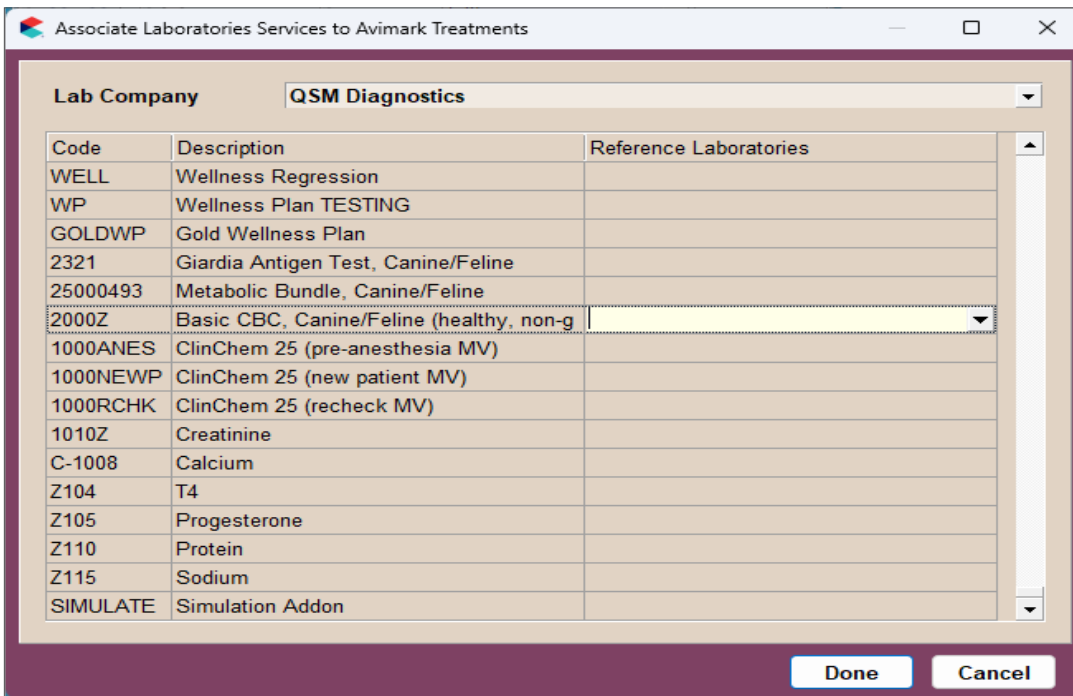 Associate Laboratories Services to Avimark Treatments
Lab Company QSM Diagnostics
Code Description Reference Laboratories
WELL Wellness Regression
WP Wellness Plan TESTING
GOLDWP Gold Wellness Plan
2321 Giardia Antigen Test, Canine/Feline
25000493 Metabolic Bundle, Canine/Feline
2000Z Basic CBC, Canine/Feline (healthy, non-g
1000ANES ClinChem 25 (pre-anesthesia MV)
1000NEWP ClinChem 25 (new patient MV)
1000RCHK ClinChem 25 (recheck MV)
1010Z Creatinine
C-1008 Calcium
Z104 T4
Z105 Progesterone
Z110 Protein
Z115 Sodium
SIMULATE Simulation Addon
Done Cancel